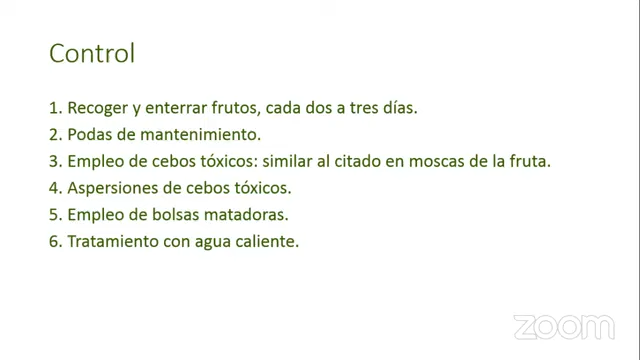 Control
1. Recoger y enterrar frutos, cada dos a tres días.
2. Podas de mantenimiento.
3. Empleo de cebos tóxicos: similar al citado en moscas de la fruta.
4. Aspersiones de cebos tóxicos.
5. Empleo de bolsas matadoras.
6. Tratamiento con agua caliente.
zoom